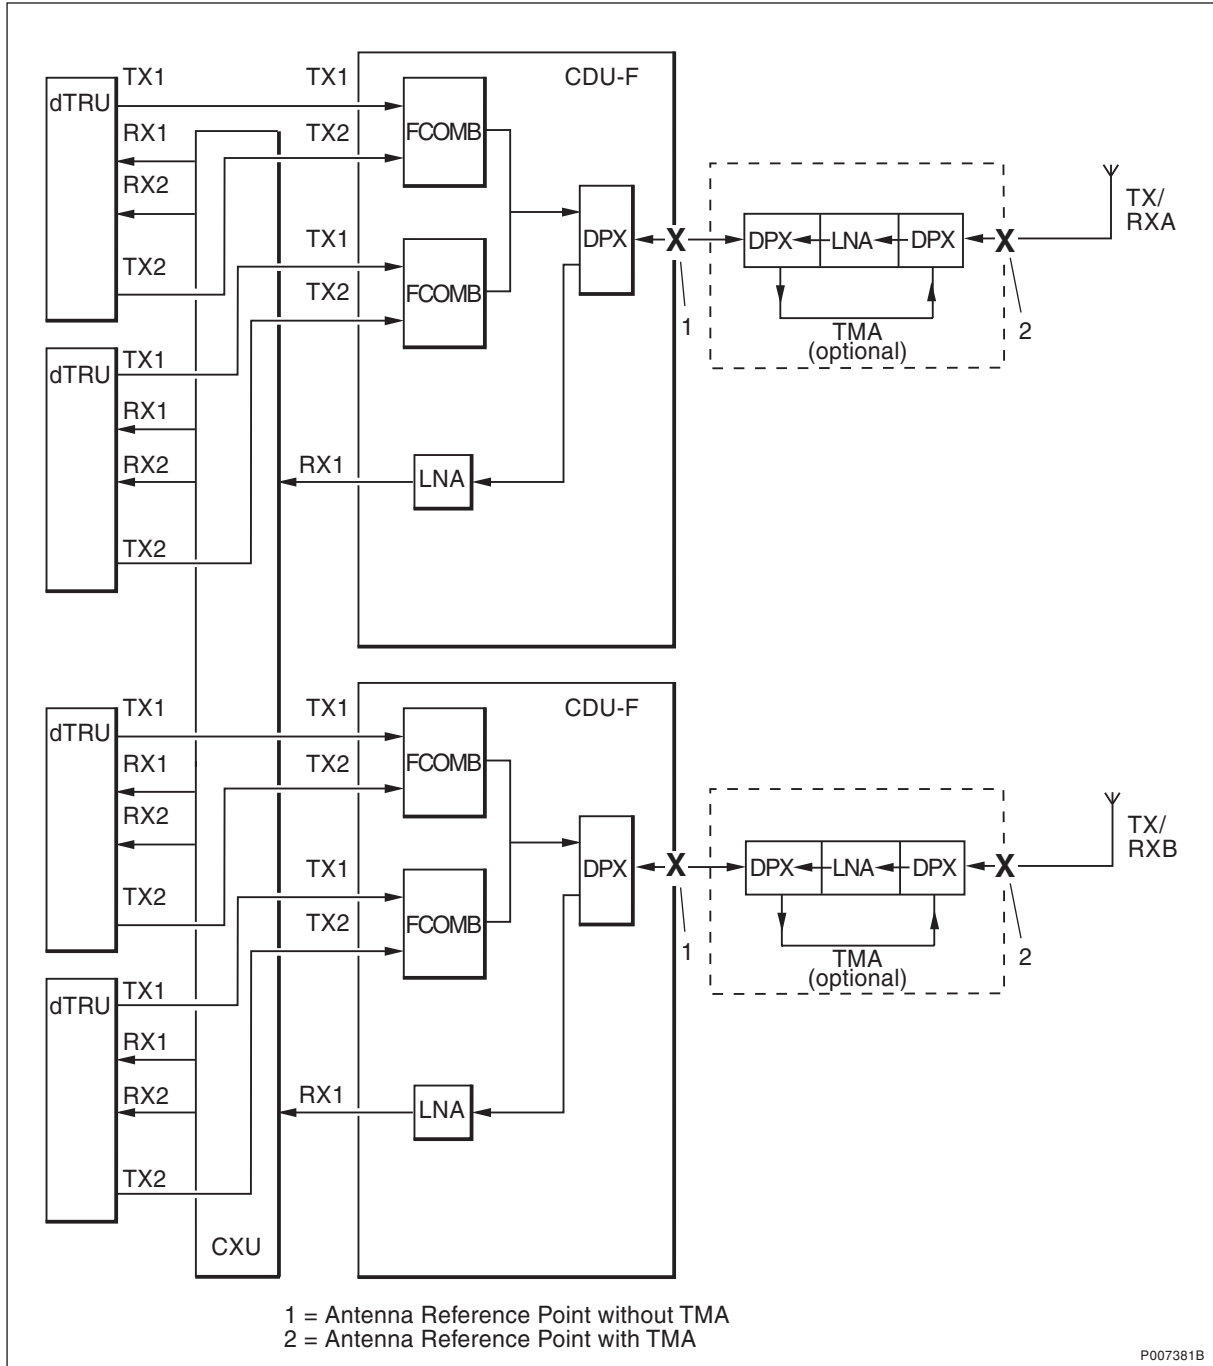 CDU-F
TX1
TX1
dTRU
RX1
TX2
FCOMB
RX2
TX2
TX1
TX2
FCOMB
DPX
X
1
DPX
LNA
DPX
TMA
(optional)
X
2
TX/
RXA
dTRU
TX1
RX1
RX2
RX1
LNA
TX2
CDU-F
TX1
TX1
dTRU
RX1
TX2
FCOMB
RX2
TX2
TX1
TX2
FCOMB
DPX
X
1
DPX
LNA
DPX
TMA
(optional)
X
2
TX/
RXB
dTRU
TX1
RX1
RX2
RX1
LNA
TX2
CXU
1 = Antenna Reference Point without TMA
2 = Antenna Reference Point with TMA
P007381B